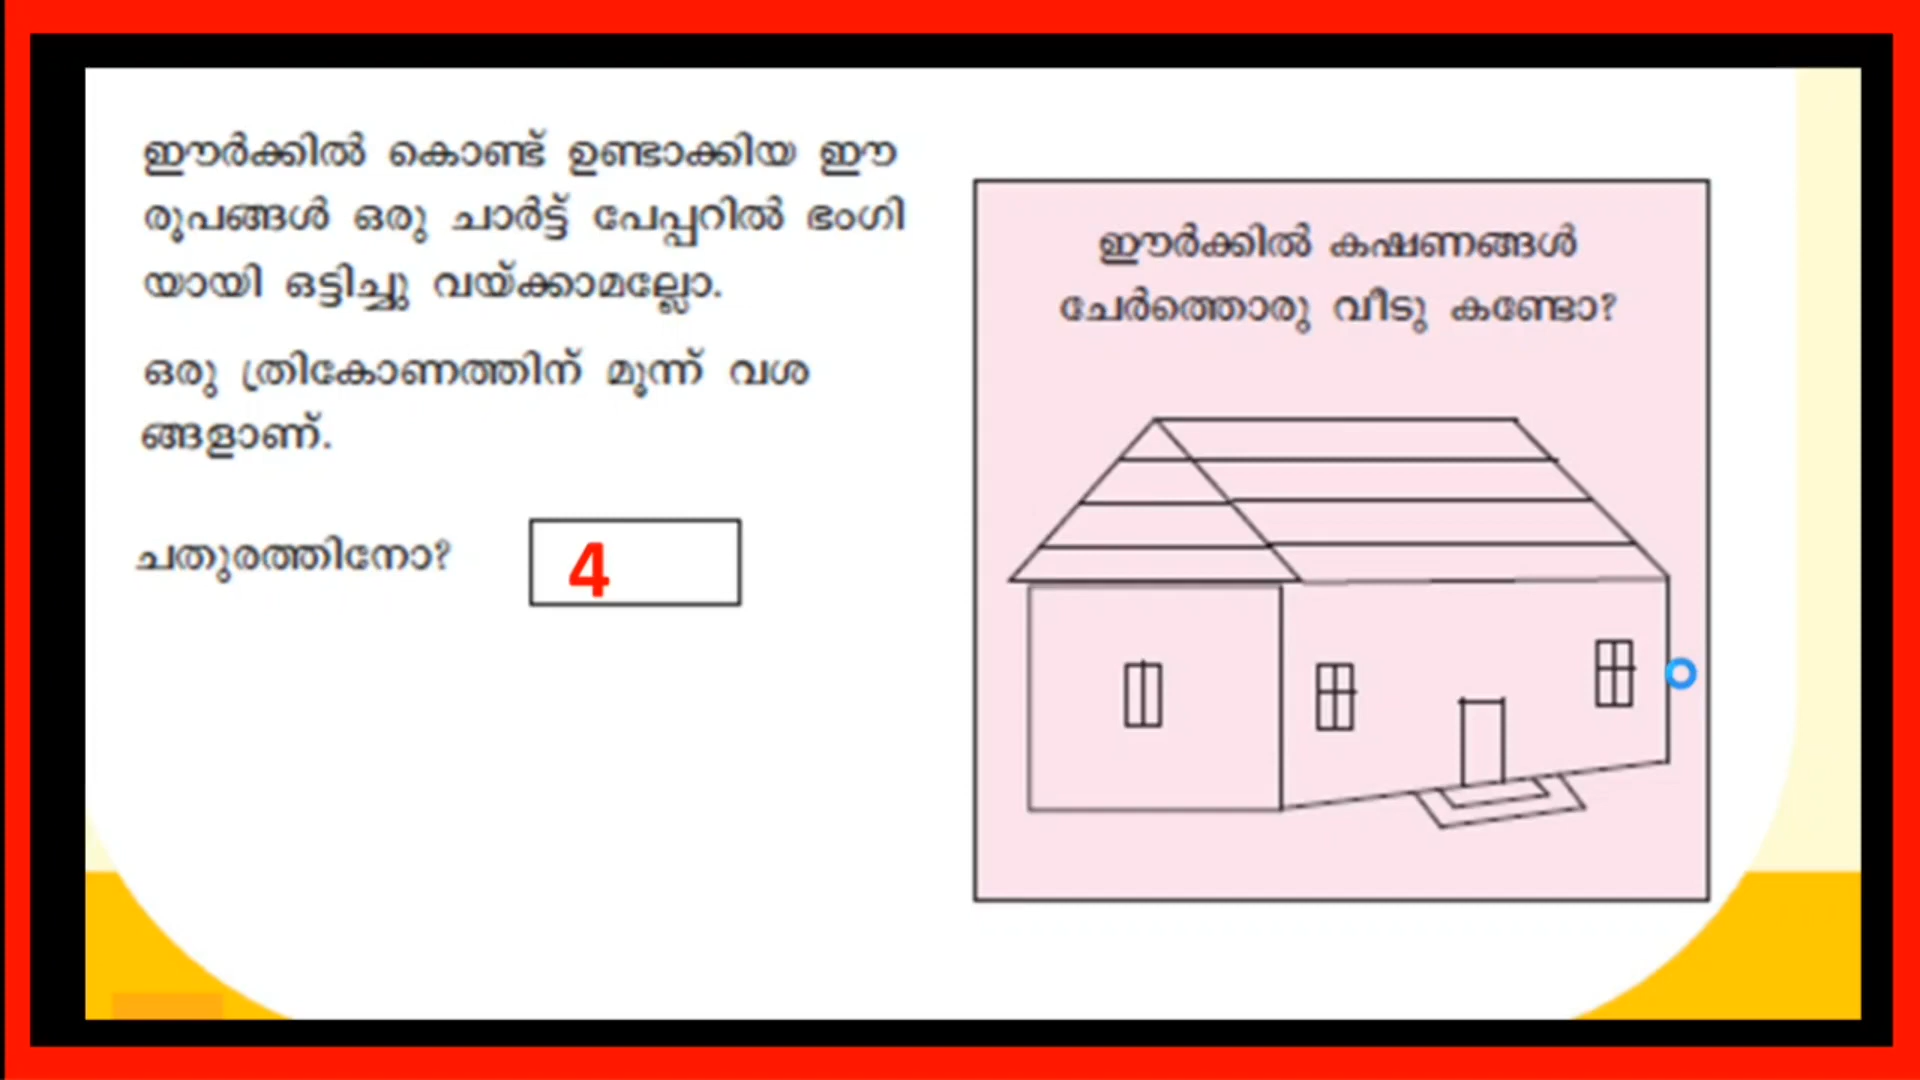 ഈർക്കിൽ കൊണ്ട് ഉണ്ടാക്കിയ ഈ
രൂപങ്ങൾ ഒരു ചാർട്ട് പേപ്പറിൽ ഭംഗി
യായി ഒട്ടിച്ചു വയ്ക്കാമല്ലോ.
ഒരു ത്രികോണത്തിന് മൂന്ന് വശ
ങ്ങളാണ്.
ചതുരത്തിനോ? 4
ഈർക്കിൽ കഷണങ്ങൾ
ചേർത്തൊരു വീടു കണ്ടോ?